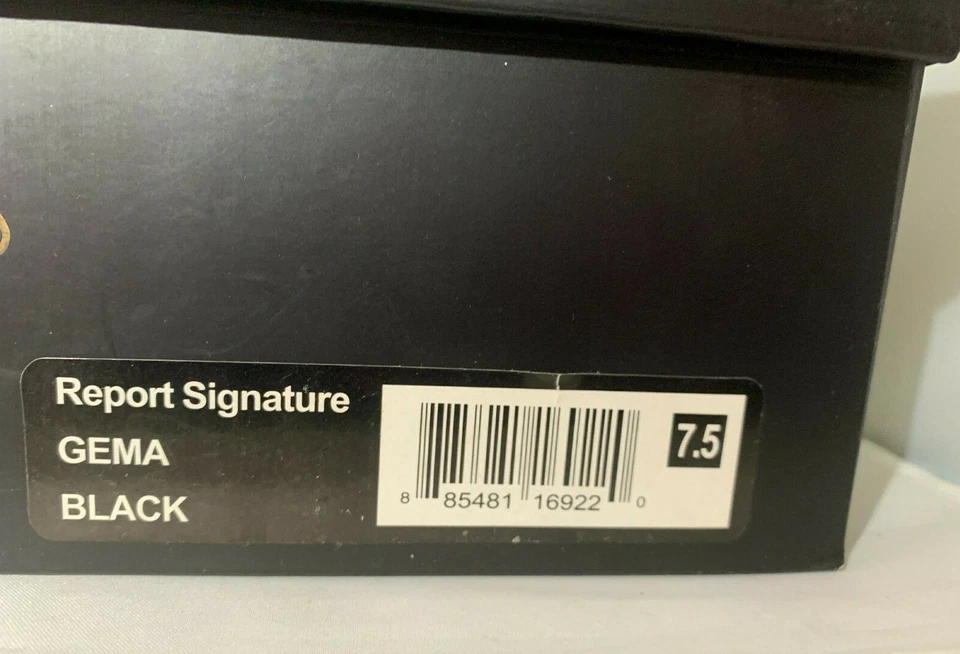 Report Signature
GEMA
BLACK
8 85481 16922 0
7.5